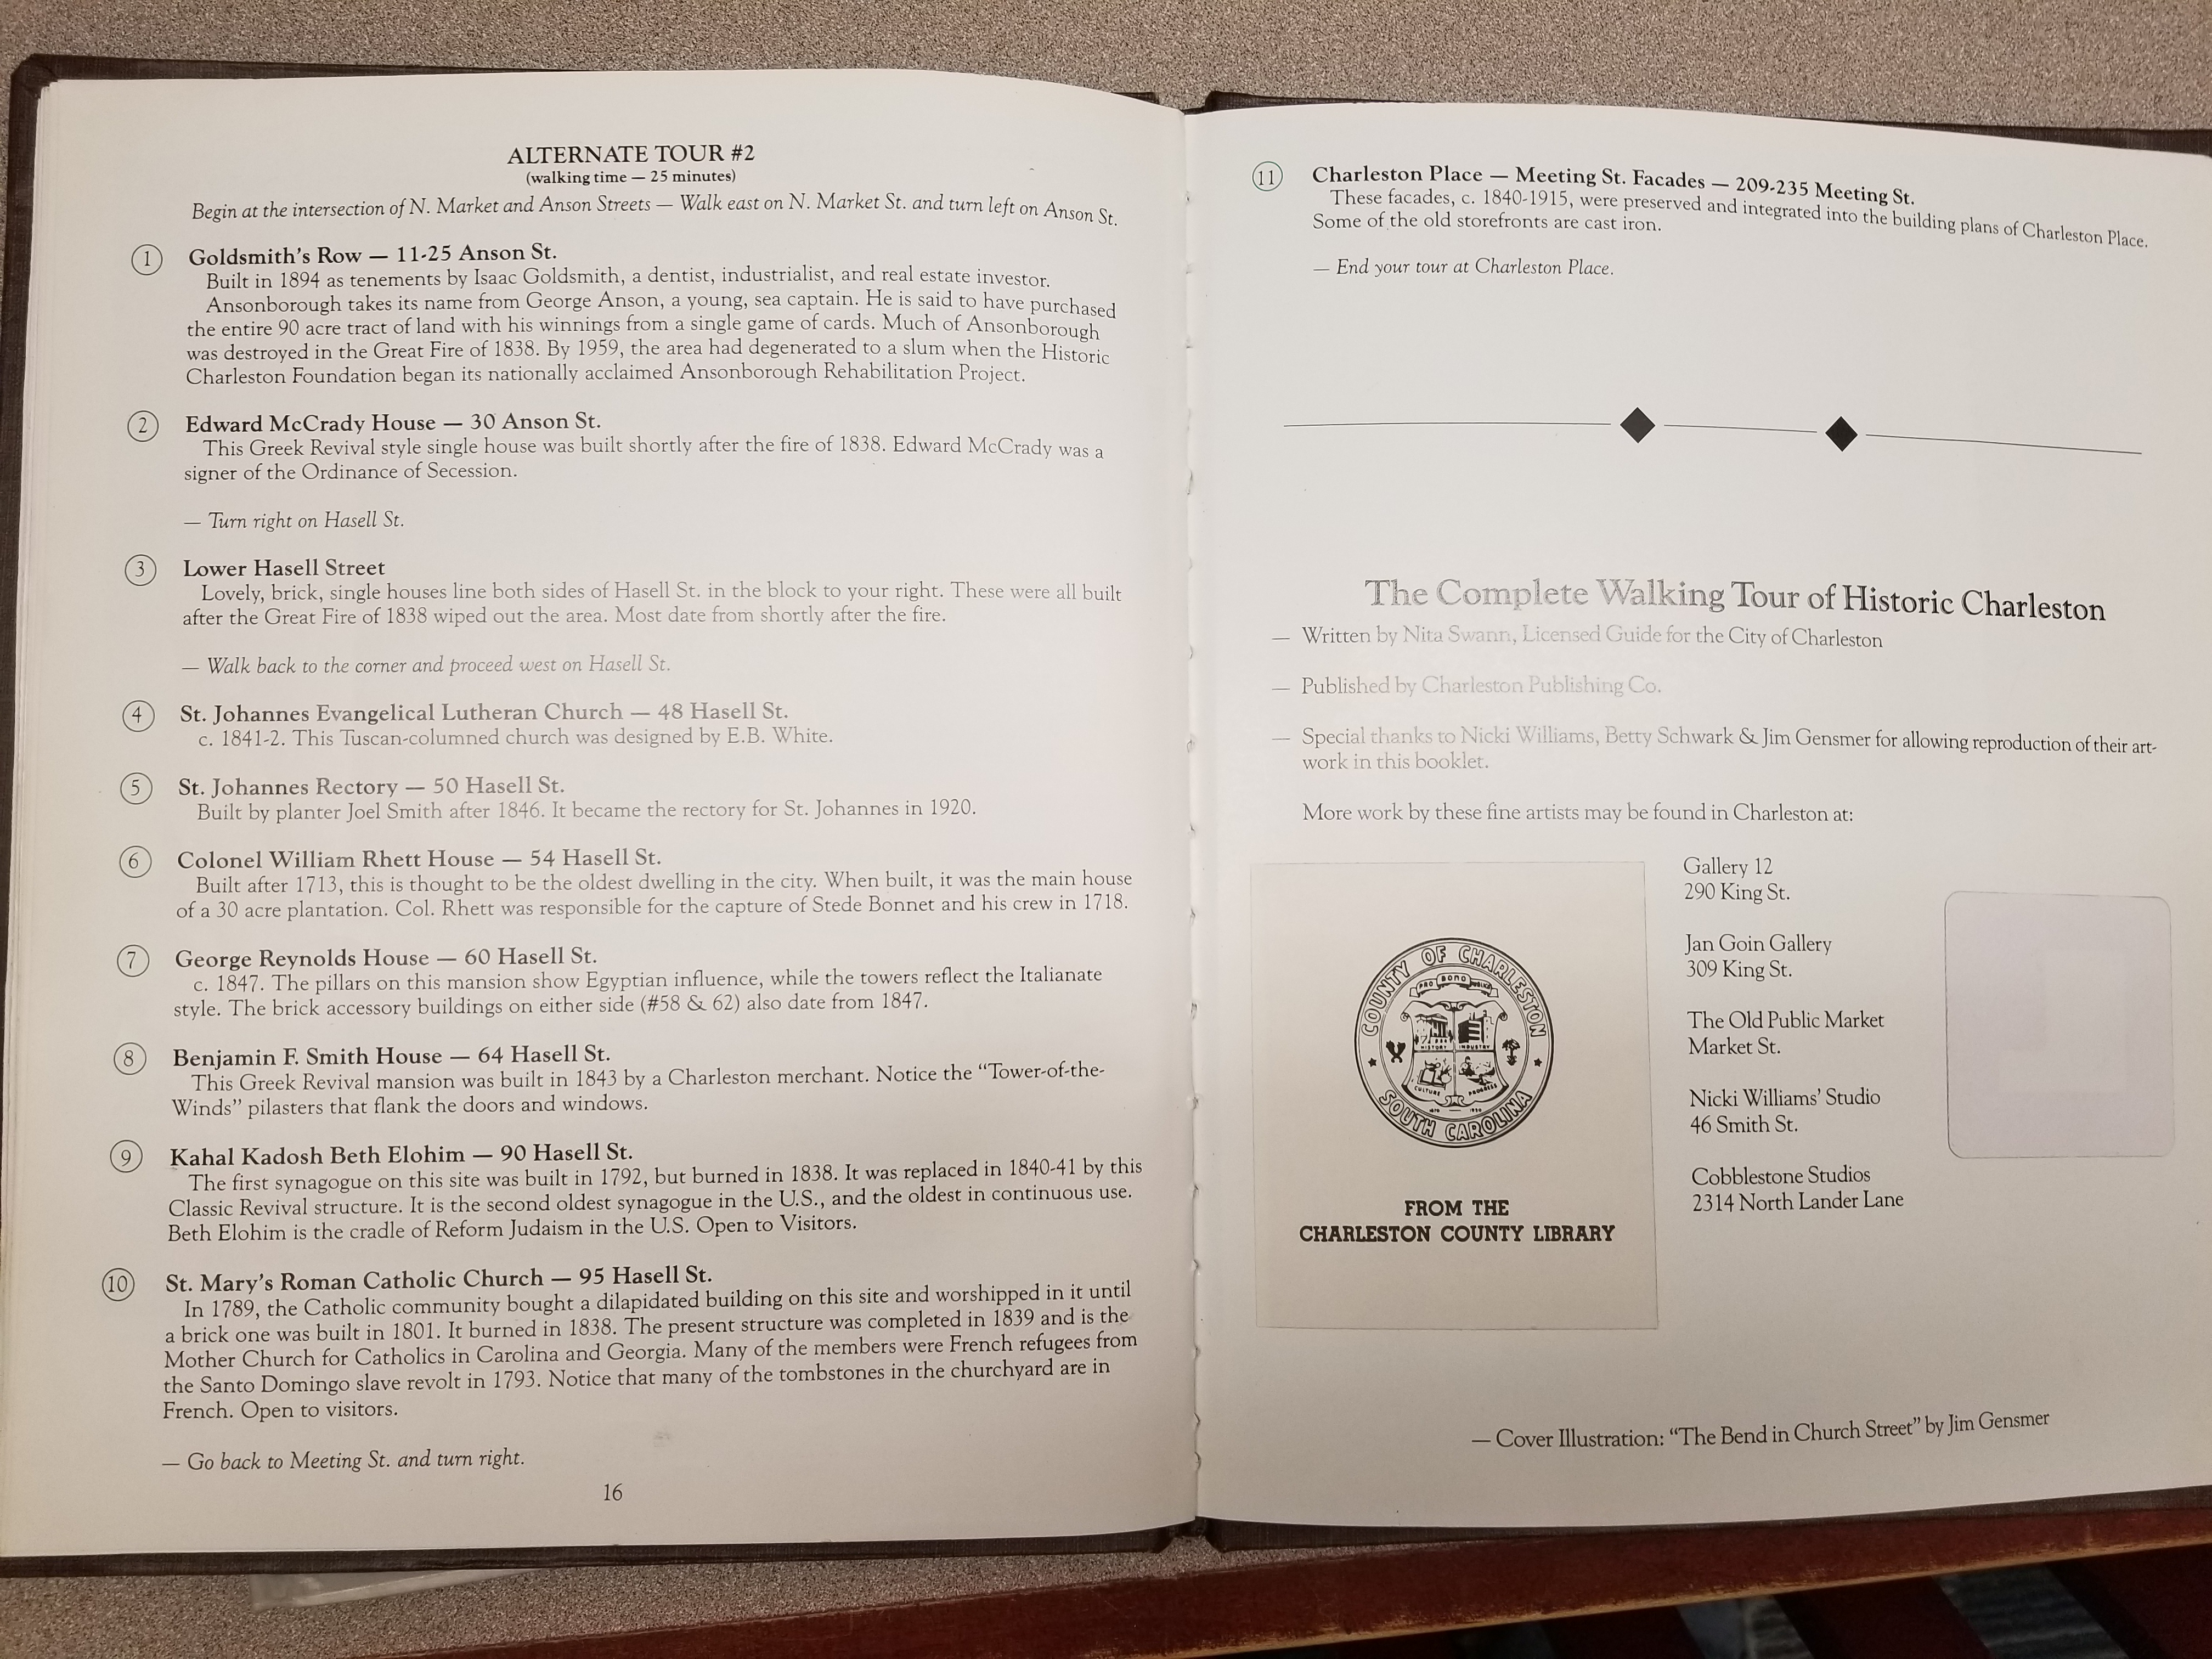 ALTERNATE TOUR #2
(walking time — 25 minutes)
Begin at the intersection of N. Market and Anson Streets — Walk east on N. Market St. and turn left on Anson St.
1 Goldsmith's Row — 11-25 Anson St.
Built in 1894 as tenements by Isaac Goldsmith, a dentist, industrialist, and real estate investor.
Ansonborough takes its name from George Anson, a young, sea captain. He is said to have purchased
the entire 90 acre tract of land with his winnings from a single game of cards. Much of Ansonborough
was destroyed in the Great Fire of 1838. By 1959, the area had degenerated to a slum when the Historic
Charleston Foundation began its nationally acclaimed Ansonborough Rehabilitation Project.
2 Edward McCrady House — 30 Anson St.
This Greek Revival style single house was built shortly after the fire of 1838. Edward McCrady was a
signer of the Ordinance of Secession.
— Turn right on Hasell St.
3 Lower Hasell Street
Lovely, brick, single houses line both sides of Hasell St. in the block to your right. These were all built
after the Great Fire of 1838 wiped out the area. Most date from shortly after the fire.
— Walk back to the corner and proceed west on Hasell St.
4 St. Johannes Evangelical Lutheran Church — 48 Hasell St.
c. 1841-2. This Tuscan-columned church was designed by E.B. White.
5 St. Johannes Rectory — 50 Hasell St.
Built by planter Joel Smith after 1846. It became the rectory for St. Johannes in 1920.
6 Colonel William Rhett House — 54 Hasell St.
Built after 1713, this is thought to be the oldest dwelling in the city. When built, it was the main house
of a 30 acre plantation. Col. Rhett was responsible for the capture of Stede Bonnet and his crew in 1718.
7 George Reynolds House — 60 Hasell St.
c. 1847. The pillars on this mansion show Egyptian influence, while the towers reflect the Italianate
style. The brick accessory buildings on either side (#58 & 62) also date from 1847.
8 Benjamin F. Smith House — 64 Hasell St.
This Greek Revival mansion was built in 1843 by a Charleston merchant. Notice the "Tower-of-the-
Winds" pilasters that flank the doors and windows.
9 Kahal Kadosh Beth Elohim — 90 Hasell St.
The first synagogue on this site was built in 1792, but burned in 1838. It was replaced in 1840-41 by this
Classic Revival structure. It is the second oldest synagogue in the U.S., and the oldest in continuous use.
Beth Elohim is the cradle of Reform Judaism in the U.S. Open to Visitors.
10 St. Mary's Roman Catholic Church — 95 Hasell St.
In 1789, the Catholic community bought a dilapidated building on this site and worshipped in it until
a brick one was built in 1801. It burned in 1838. The present structure was completed in 1839 and is the
Mother Church for Catholics in Carolina and Georgia. Many of the members were French refugees from
the Santo Domingo slave revolt in 1793. Notice that many of the tombstones in the churchyard are in
French. Open to visitors.
— Go back to Meeting St. and turn right.
16
11 Charleston Place — Meeting St. Facades — 209-235 Meeting St.
These facades, c. 1840-1915, were preserved and integrated into the building plans of Charleston Place.
Some of the old storefronts are cast iron.
— End your tour at Charleston Place.
The Complete Walking Tour of Historic Charleston
— Written by Nita Swann, Licensed Guide for the City of Charleston
— Published by Charleston Publishing Co.
— Special thanks to Nicki Williams, Betty Schwark & Jim Gensmer for allowing reproduction of their art-
work in this booklet.
More work by these fine artists may be found in Charleston at:
Gallery 12
290 King St.
Jan Goin Gallery
309 King St.
The Old Public Market
Market St.
Nicki Williams' Studio
46 Smith St.
Cobblestone Studios
2314 North Lander Lane
COUNTY OF CHARLESTON
PRO BONO PUBLICO
HISTORY INDUSTRY
CULTURE PROGRESS
SOUTH CAROLINA
FROM THE
CHARLESTON COUNTY LIBRARY
— Cover Illustration: "The Bend in Church Street" by Jim Gensmer